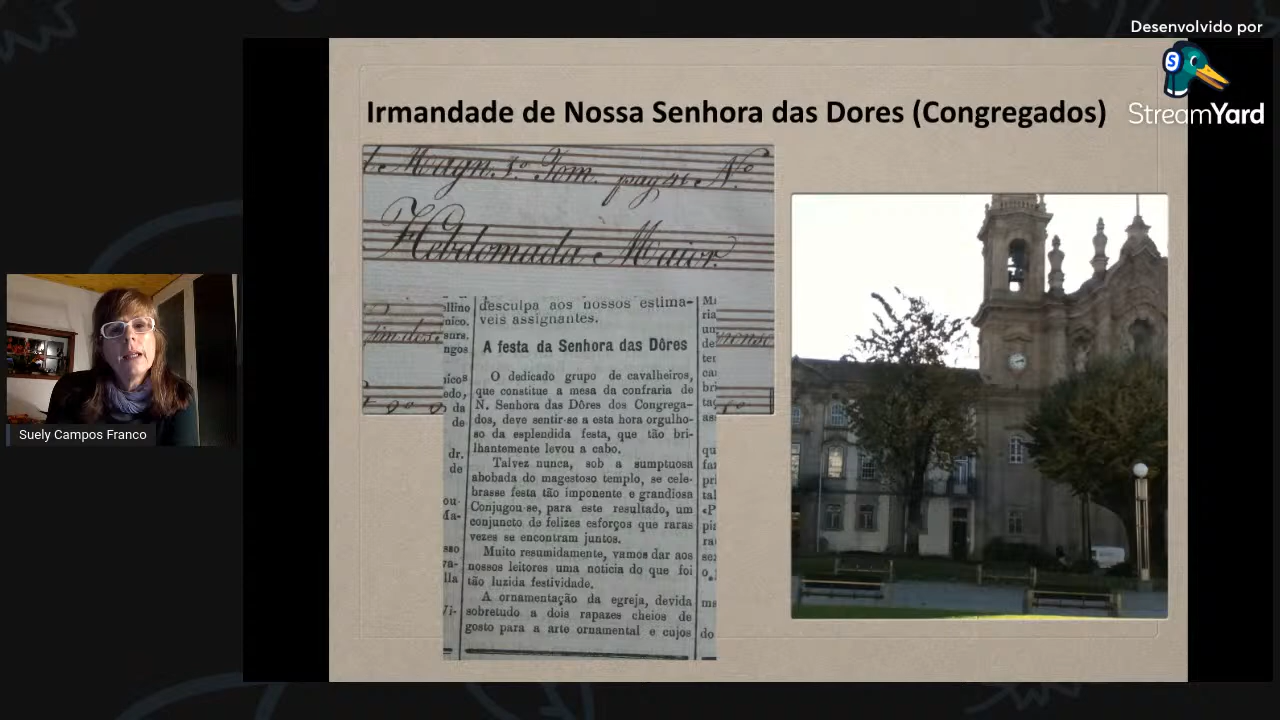 Desenvolvido por
StreamYard
Irmandade de Nossa Senhora das Dores (Congregados)
Magn. Tom. pag Nº
Hebdomada Maior
desculpa aos nossos estima-
veis assignantes.
A festa da Senhora das Dôres
O dedicado grupo de cavalheiros,
que constitue a mesa da confraria de
N. Senhora das Dôres dos Congrega-
dos, deve sentir-se a esta hora orgulho-
so da esplendida festa, que tão bri-
lhantemente levou a cabo.
Talvez nunca, sob a sumptuosa
abobada do magestoso templo, se cele-
brasse festa tão imponente e grandiosa
Conjugou-se, para este resultado, um
conjuncto de felizes esforços que raras
vezes se encontram juntos.
Muito resumidamente, vamos dar aos
nossos leitores uma noticia do que foi
tão luzida festividade.
A ornamentação da egreja, devida
sobretudo a dois rapazes cheios de
gosto para a arte ornamental e cujos
Suely Campos Franco